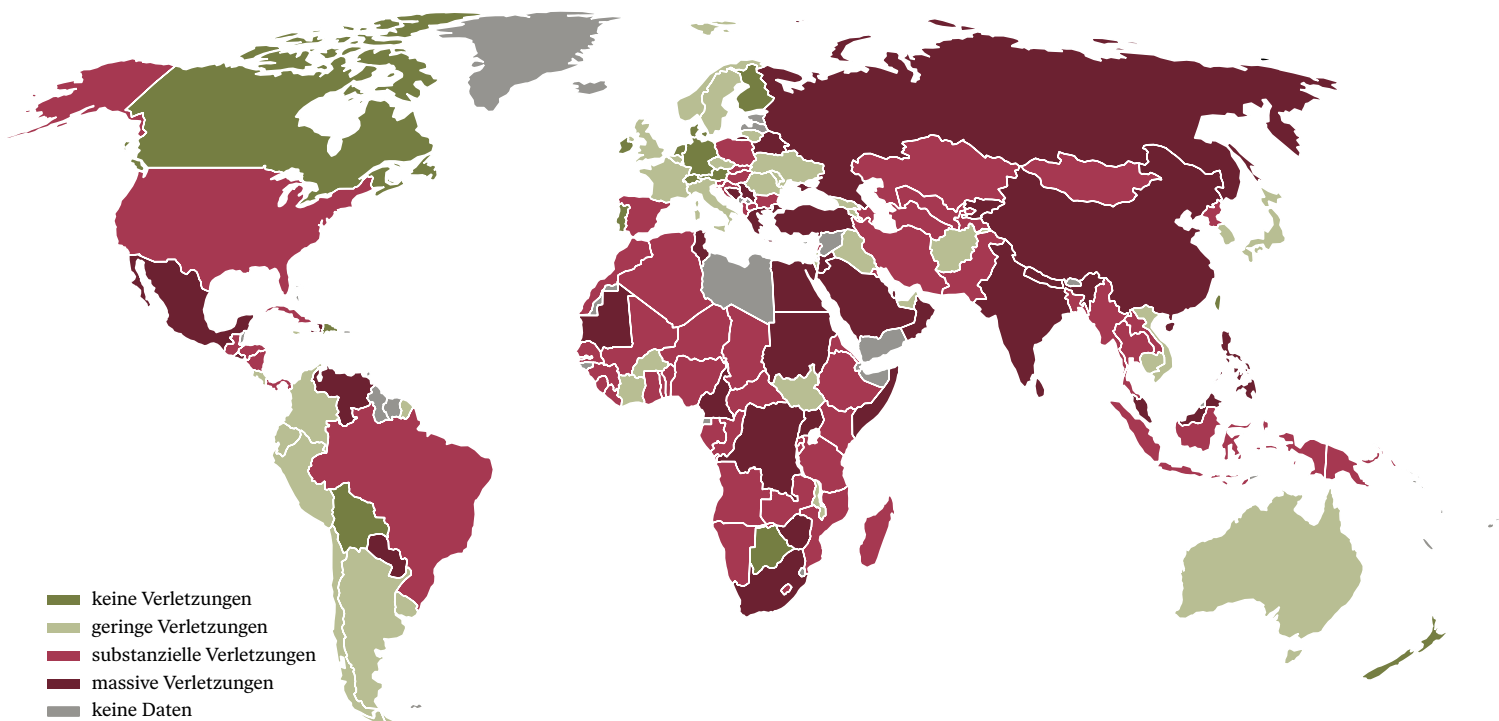 keine Verletzungen
geringe Verletzungen
substanzielle Verletzungen
massive Verletzungen
keine Daten